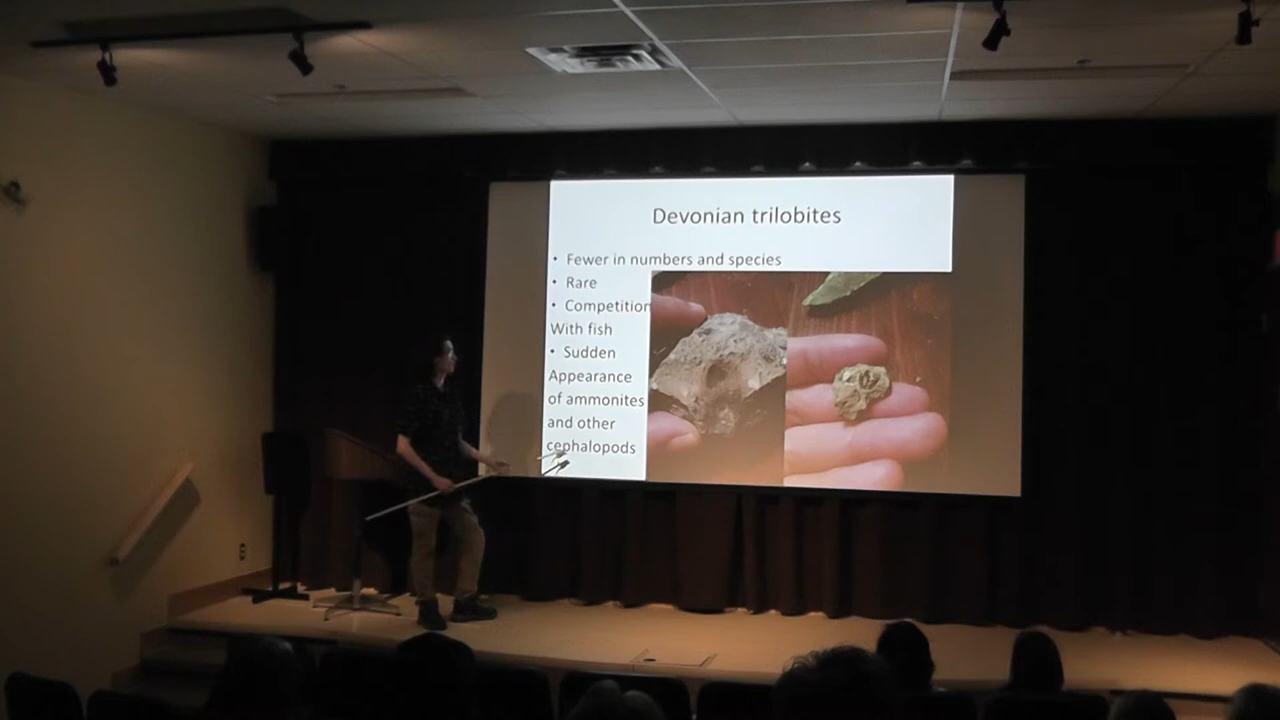 Devonian trilobites
• Fewer in numbers and species
• Rare
• Competition
With fish
• Sudden
Appearance
of ammonites
and other
cephalopods